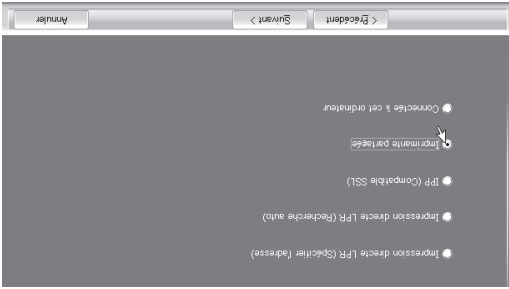 Impression directe LPR (Spécifier l'adresse)
Impression directe LPR (Recherche auto)
IPP (Compatible SSL)
Imprimante partagée
Connectée à cet ordinateur
< Précédent
Suivant >
Annuler